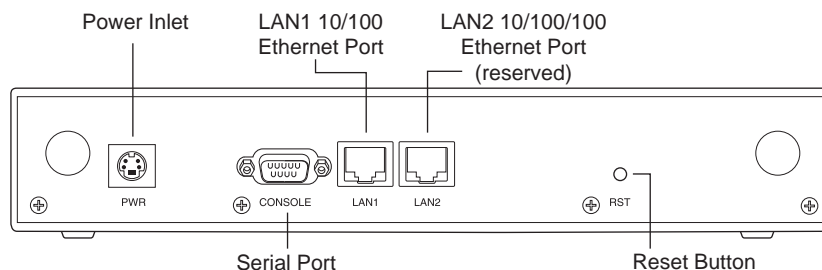 Power Inlet
LAN1 10/100
Ethernet Port
LAN2 10/100/100
Ethernet Port
(reserved)
PWR
CONSOLE
LAN1
LAN2
RST
Serial Port
Reset Button